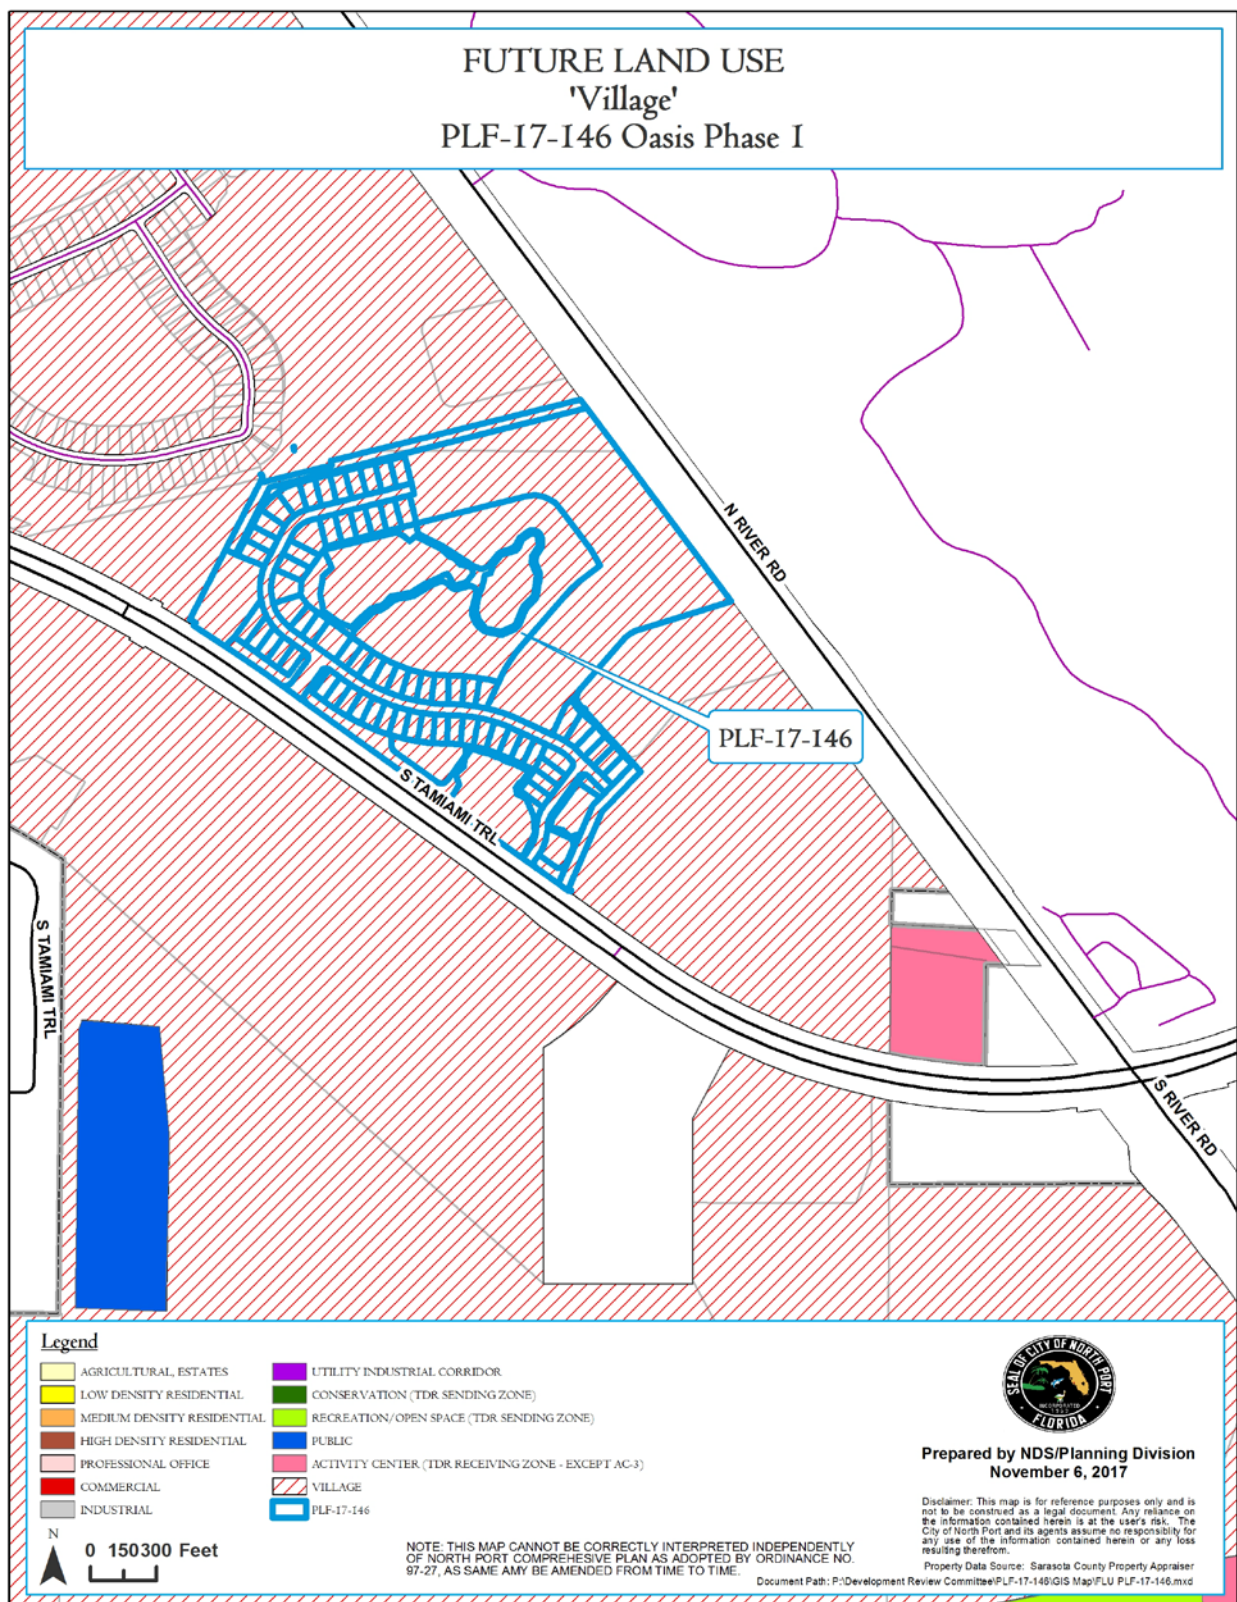 FUTURE LAND USE
'Village'
PLF-17-146 Oasis Phase I
N RIVER RD
PLF-17-146
S TAMIAMI TRL
S TAMIAMI TRL
S RIVER RD
Legend
AGRICULTURAL, ESTATES
LOW DENSITY RESIDENTIAL
MEDIUM DENSITY RESIDENTIAL
HIGH DENSITY RESIDENTIAL
PROFESSIONAL OFFICE
COMMERCIAL
INDUSTRIAL
UTILITY INDUSTRIAL CORRIDOR
CONSERVATION (TDR SENDING ZONE)
RECREATION/OPEN SPACE (TDR SENDING ZONE)
PUBLIC
ACTIVITY CENTER (TDR RECEIVING ZONE - EXCEPT AC-3)
VILLAGE
PLF-17-146
N
0 150300 Feet
NOTE: THIS MAP CANNOT BE CORRECTLY INTERPRETED INDEPENDENTLY
OF NORTH PORT COMPREHESIVE PLAN AS ADOPTED BY ORDINANCE NO.
97-27, AS SAME AMY BE AMENDED FROM TIME TO TIME.
SEAL OF CITY OF NORTH PORT
INCORPORATED
FLORIDA
Prepared by NDS/Planning Division
November 6, 2017
Disclaimer: This map is for reference purposes only and is
not to be construed as a legal document. Any reliance on
the information contained herein is at the user's risk. The
City of North Port and its agents assume no responsiblity for
any use of the information contained herein or any loss
resulting therefrom.
Property Data Source: Sarasota County Property Appraiser
Document Path: P:\Development Review Committee\PLF-17-146\GIS Map\FLU PLF-17-146.mxd